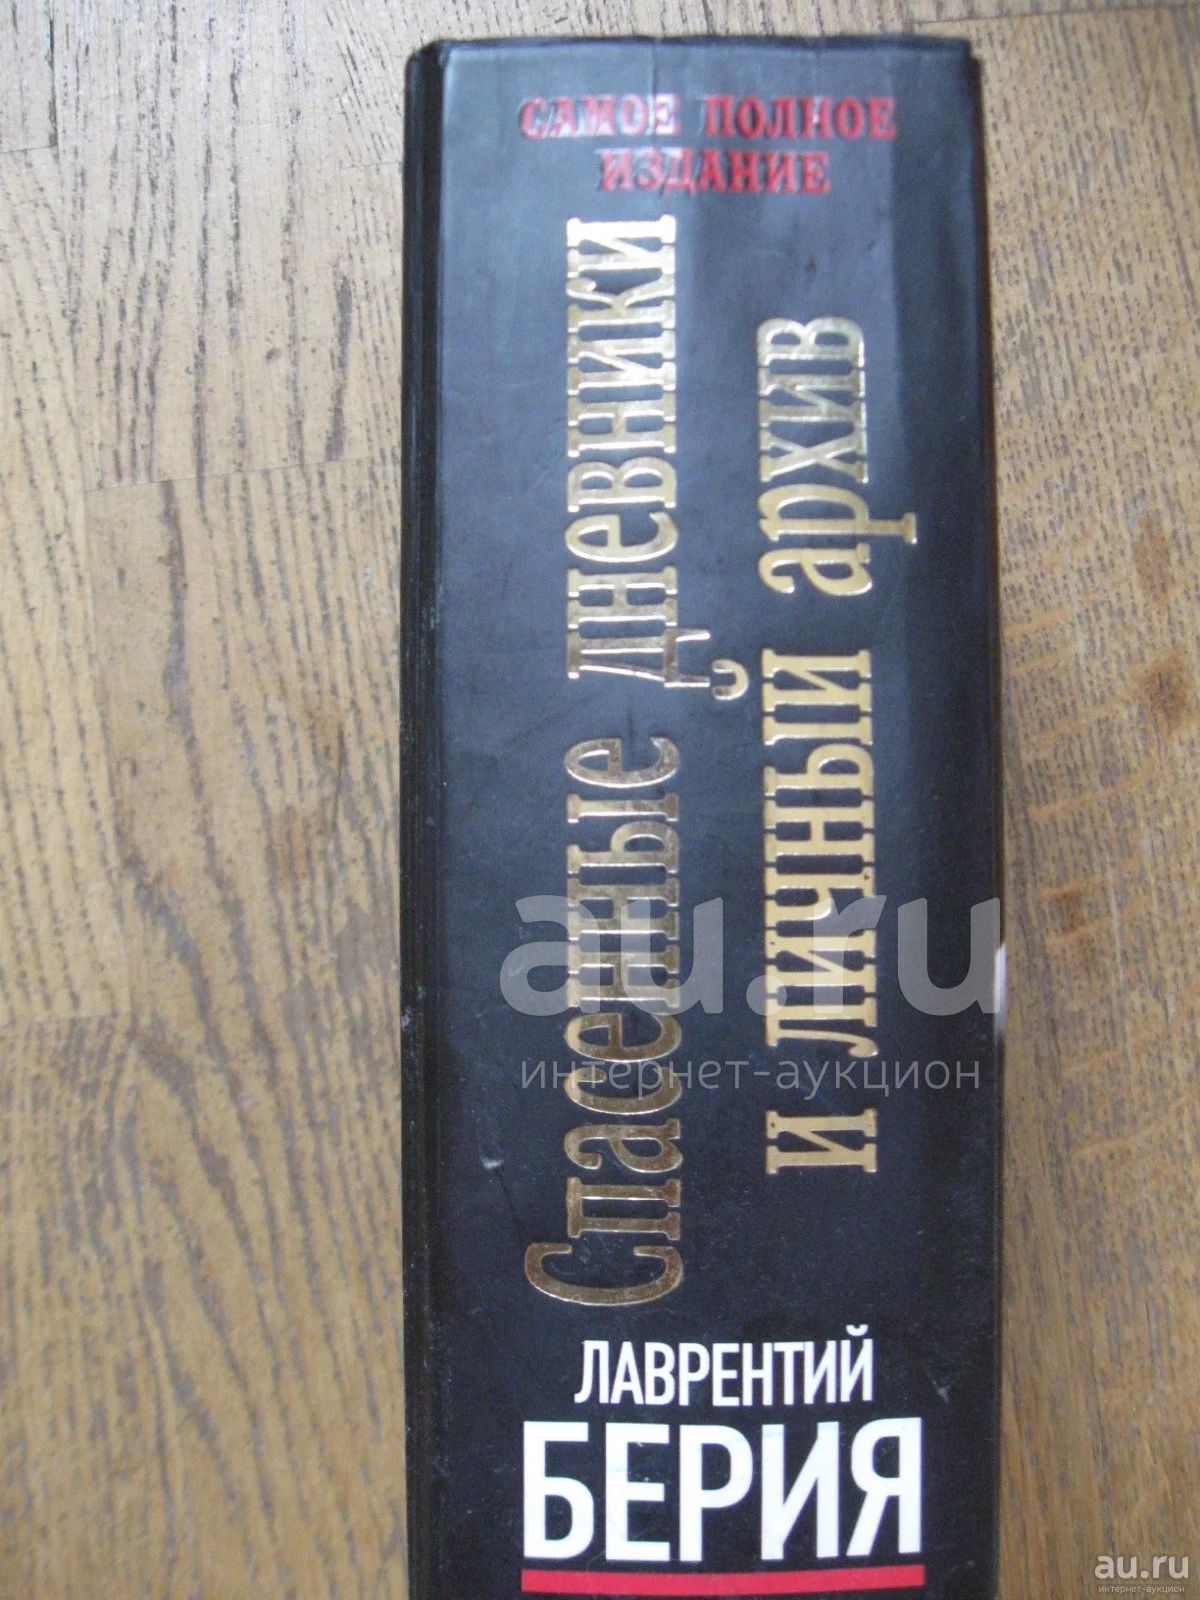 САМОЕ ПОЛНОЕ
ИЗДАНИЕ
Спасенные дневники
и личный архив
ЛАВРЕНТИЙ
БЕРИЯ
au.ru
интернет-аукцион
au.ru
интернет-аукцион